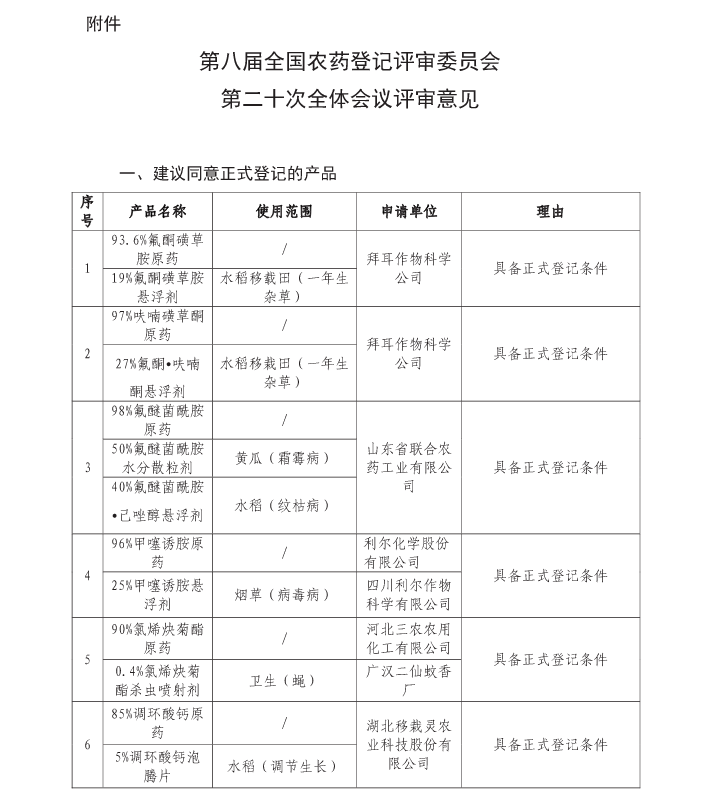 附件
第八届全国农药登记评审委员会
第二十次全体会议评审意见
一、建议同意正式登记的产品
序
号
产品名称
使用范围
申请单位
理由
1
93.6%氟酮磺草
胺原药
/
拜耳作物科学
公司
具备正式登记条件
19%氟酮磺草胺
悬浮剂
水稻移栽田（一年生
杂草）
2
97%呋喃磺草酮
原药
/
拜耳作物科学
公司
具备正式登记条件
27%氟酮•呋喃
酮悬浮剂
水稻移栽田（一年生
杂草）
3
98%氟醚菌酰胺
原药
/
山东省联合农
药工业有限公
司
具备正式登记条件
50%氟醚菌酰胺
水分散粒剂
黄瓜（霜霉病）
40%氟醚菌酰胺
•己唑醇悬浮剂
水稻（纹枯病）
4
96%甲噻诱胺原
药
/
利尔化学股份
有限公司
具备正式登记条件
25%甲噻诱胺悬
浮剂
烟草（病毒病）
四川利尔作物
科学有限公司
5
90%氯烯炔菊酯
原药
/
河北三农农用
化工有限公司
具备正式登记条件
0.4%氯烯炔菊
酯杀虫喷射剂
卫生（蝇）
广汉二仙蚊香
厂
6
85%调环酸钙原
药
/
湖北移栽灵农
业科技股份有
限公司
具备正式登记条件
5%调环酸钙泡
腾片
水稻（调节生长）